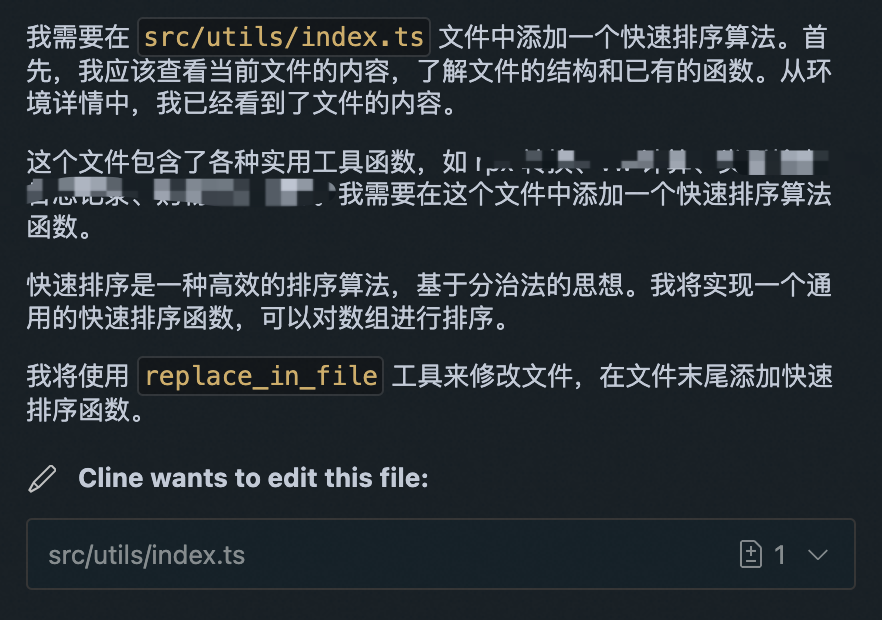 我需要在 src/utils/index.ts 文件中添加一个快速排序算法。首
先，我应该查看当前文件的内容，了解文件的结构和已有的函数。从环
境详情中，我已经看到了文件的内容。
这个文件包含了各种实用工具函数，如
我需要在这个文件中添加一个快速排序算法
函数。
快速排序是一种高效的排序算法，基于分治法的思想。我将实现一个通
用的快速排序函数，可以对数组进行排序。
我将使用 replace_in_file 工具来修改文件，在文件末尾添加快速
排序函数。
Cline wants to edit this file:
src/utils/index.ts 1